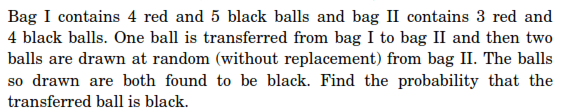 Bag I contains 4 red and 5 black balls and bag II contains 3 red and
4 black balls. One ball is transferred from bag I to bag II and then two
balls are drawn at random (without replacement) from bag II. The balls
so drawn are both found to be black. Find the probability that the
transferred ball is black.